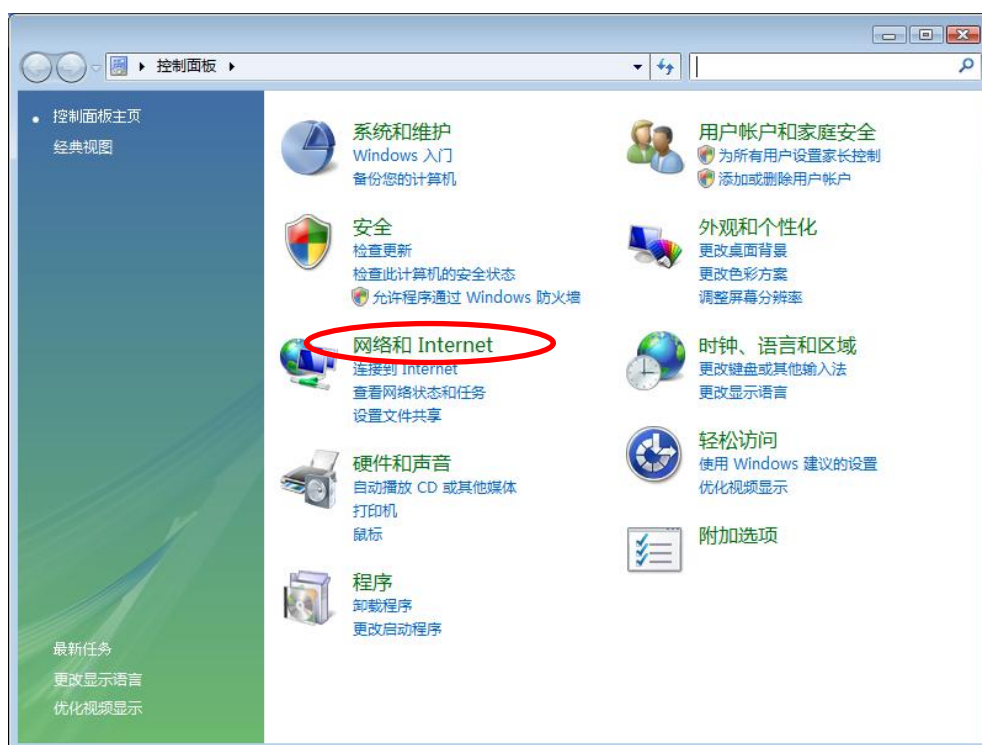 控制面板
控制面板主页
经典视图
系统和维护
Windows 入门
备份您的计算机
安全
检查更新
检查此计算机的安全状态
允许程序通过 Windows 防火墙
网络和 Internet
连接到 Internet
查看网络状态和任务
设置文件共享
硬件和声音
自动播放 CD 或其他媒体
打印机
鼠标
程序
卸载程序
更改启动程序
用户帐户和家庭安全
为所有用户设置家长控制
添加或删除用户帐户
外观和个性化
更改桌面背景
更改色彩方案
调整屏幕分辨率
时钟、语言和区域
更改键盘或其他输入法
更改显示语言
轻松访问
使用 Windows 建议的设置
优化视频显示
附加选项
最新任务
更改显示语言
优化视频显示